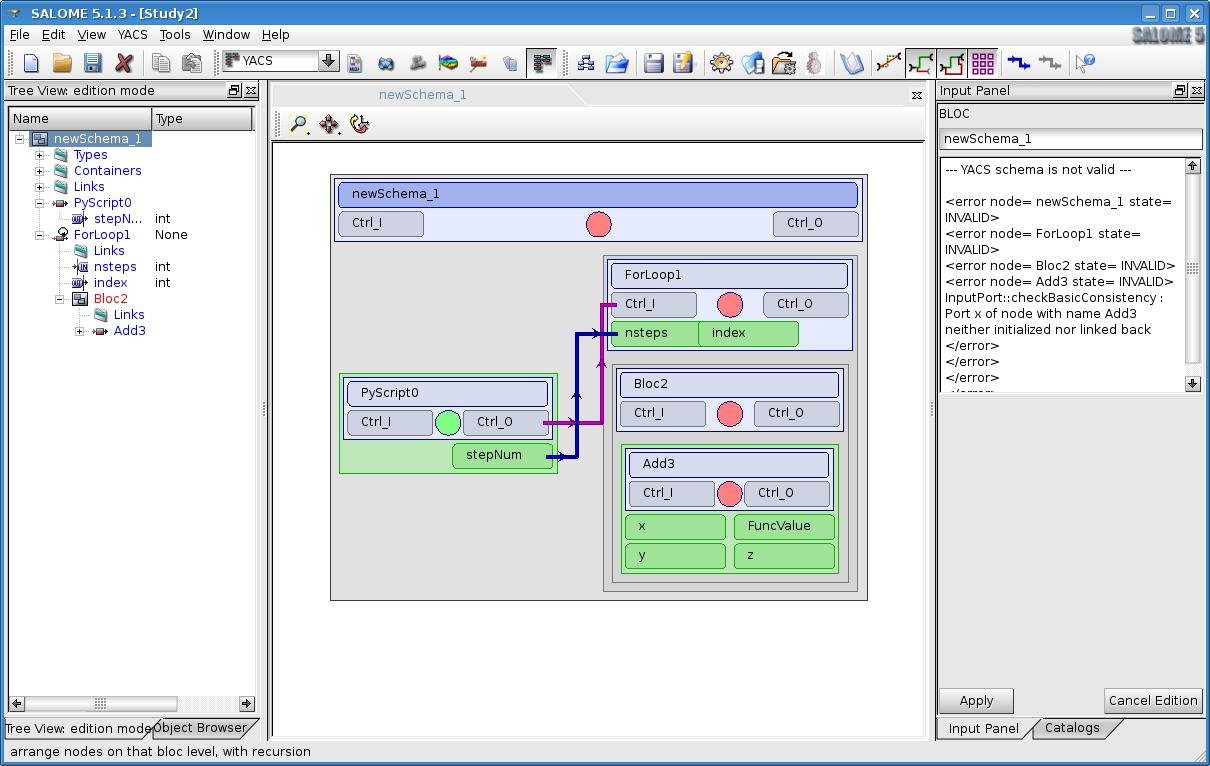 SALOME 5.1.3 - [Study2]
File Edit View YACS Tools Window Help
SALOME 5
YACS
Tree View: edition mode
Name Type
newSchema_1
Types
Containers
Links
PyScript0
stepN... int
ForLoop1 None
Links
nsteps int
index int
Bloc2
Links
Add3
Tree View: edition mode Object Browser
newSchema_1
newSchema_1
Ctrl_I Ctrl_O
ForLoop1
Ctrl_I Ctrl_O
nsteps index
PyScript0
Ctrl_I Ctrl_O
stepNum
Bloc2
Ctrl_I Ctrl_O
Add3
Ctrl_I Ctrl_O
x FuncValue
y z
Input Panel
BLOC
newSchema_1
--- YACS schema is not valid ---
<error node= newSchema_1 state=
INVALID>
<error node= ForLoop1 state=
INVALID>
<error node= Bloc2 state= INVALID>
<error node= Add3 state= INVALID>
InputPort::checkBasicConsistency :
Port x of node with name Add3
neither initialized nor linked back
</error>
</error>
</error>
Apply Cancel Edition
Input Panel Catalogs
arrange nodes on that bloc level, with recursion